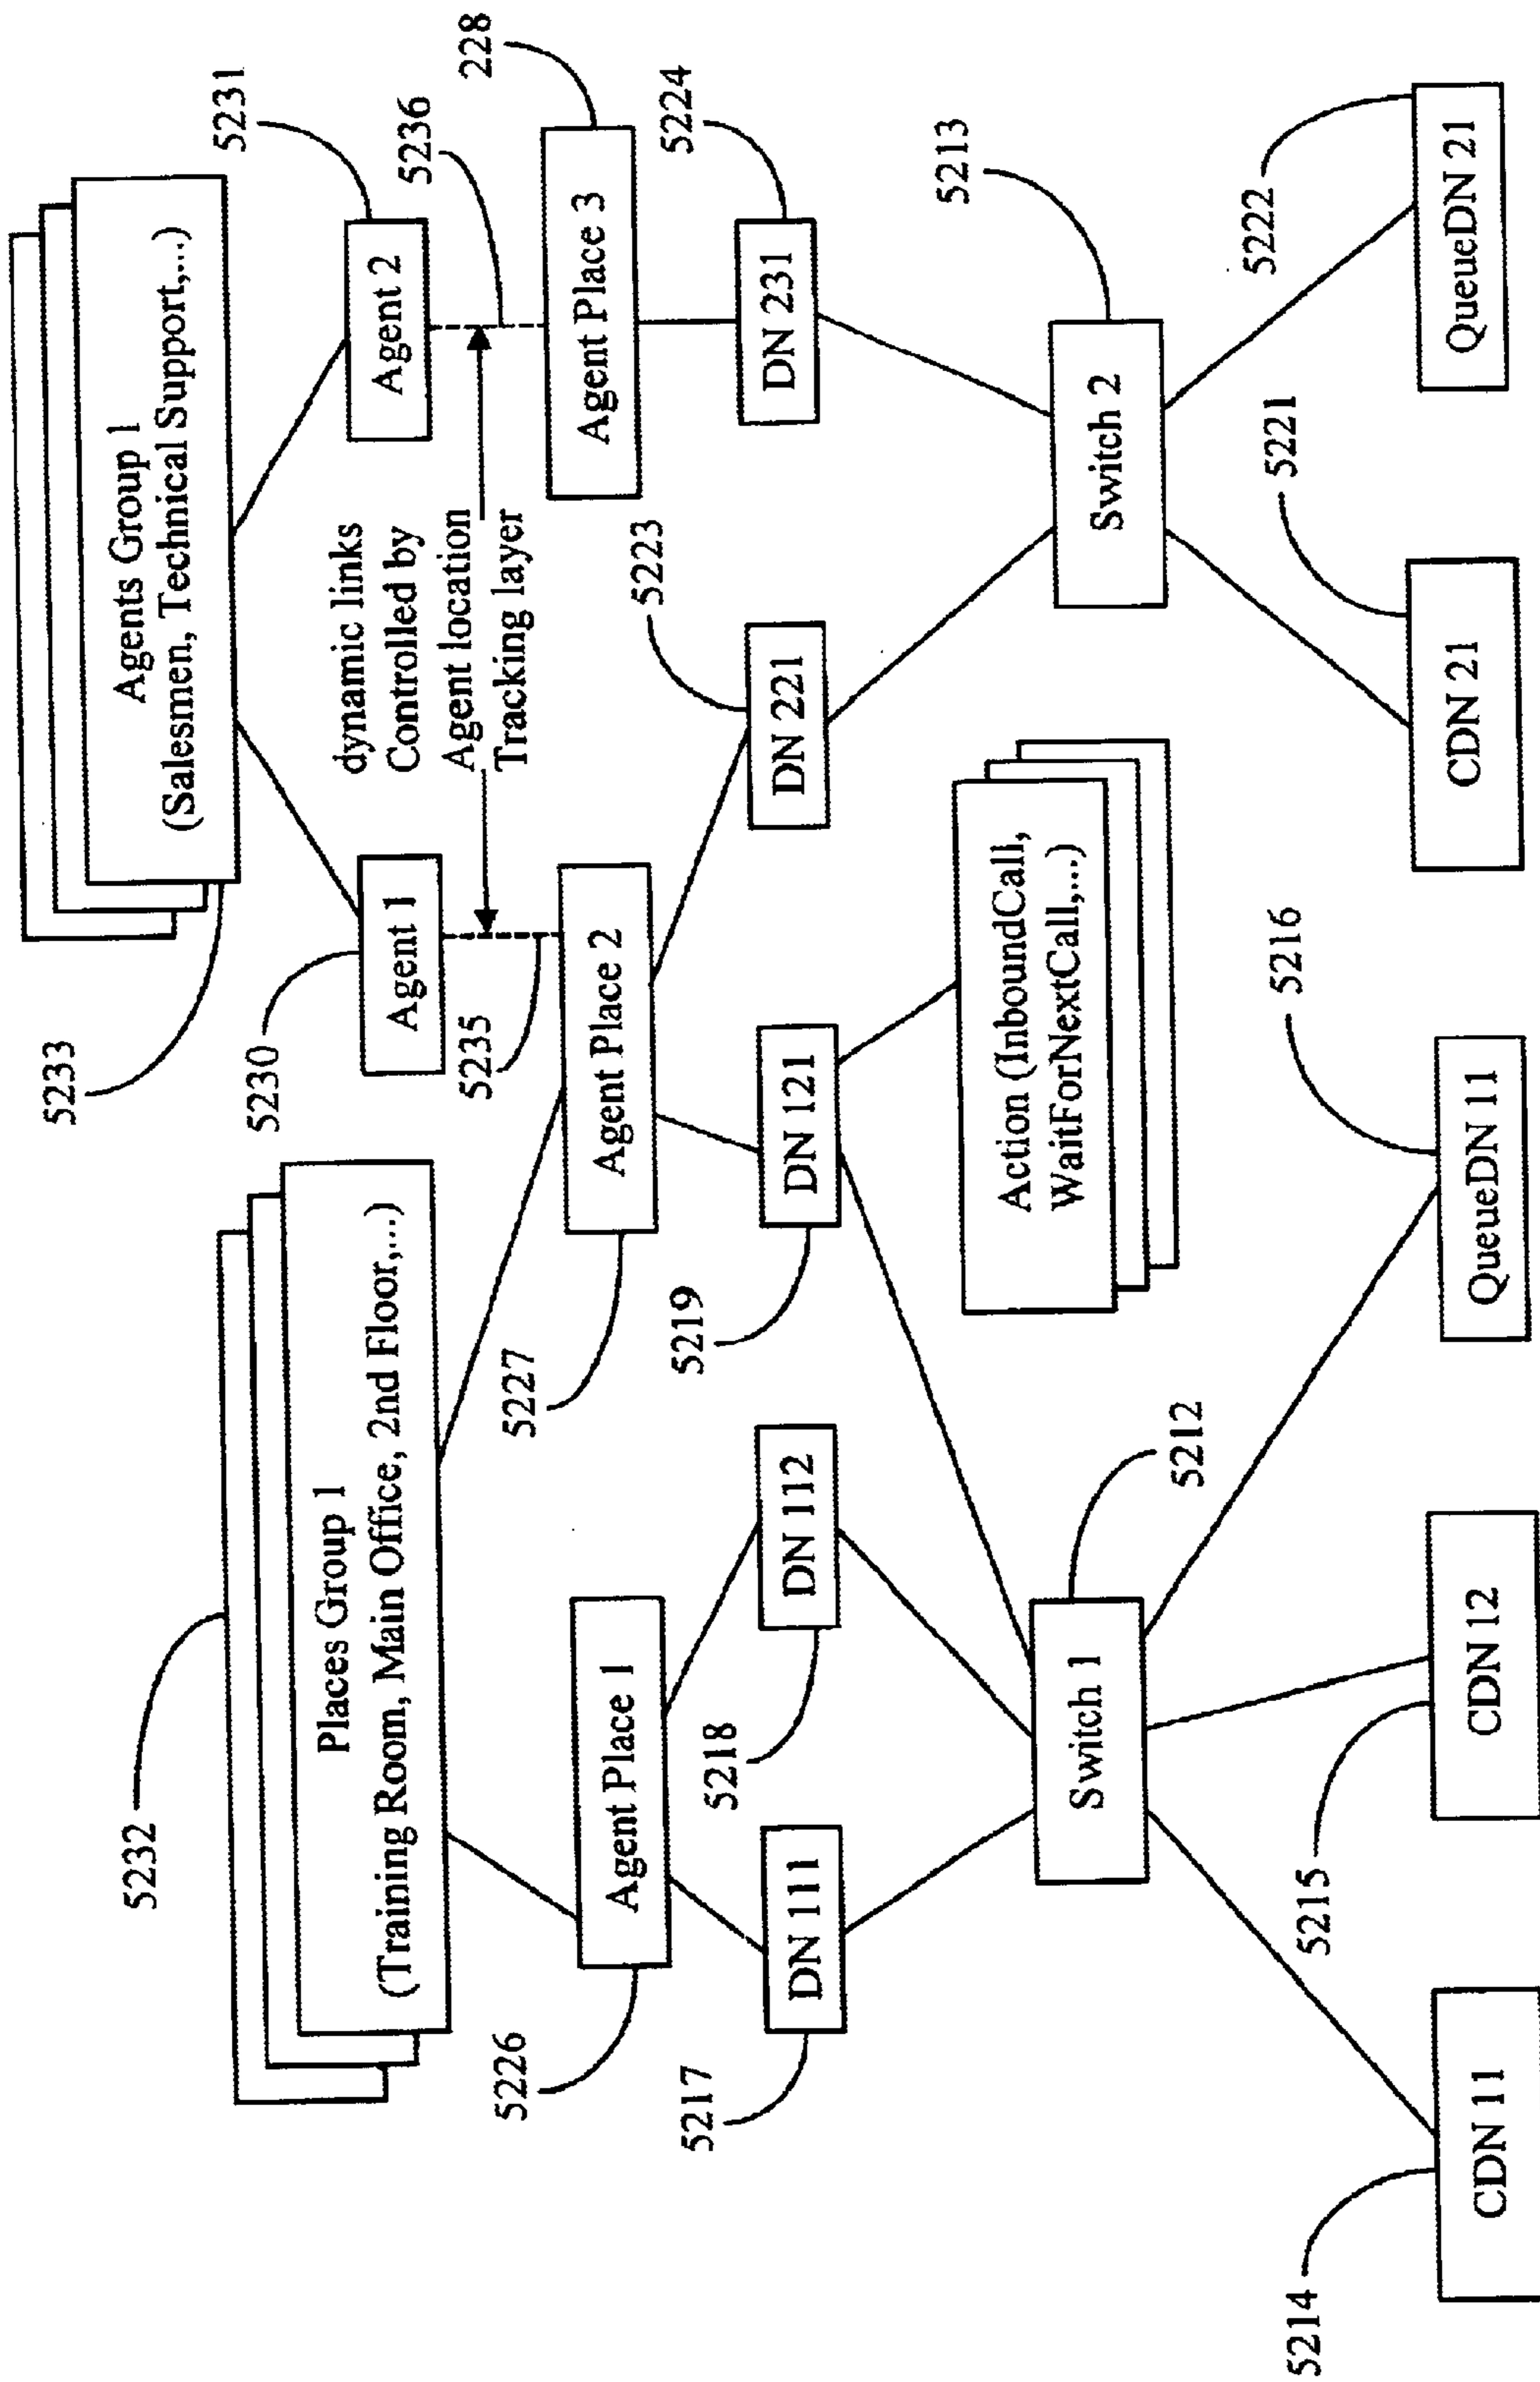 5233
Agents Group 1
(Salesmen, Technical Support,...)
5231
5232
Places Group 1
(Training Room, Main Office, 2nd Floor,...)
5230
Agent 1
Agent 2
5236
228
5235
dynamic links
Controlled by
Agent location
Tracking layer
5226
Agent Place 1
5227
Agent Place 2
Agent Place 3
5224
5217
DN 111
5218
DN 112
5219
DN 121
5223
DN 221
DN 231
Action (InboundCall,
WaitForNextCall,...)
5213
Switch 1
5212
Switch 2
5214
CDN 11
5215
CDN 12
5216
QueueDN 11
5221
CDN 21
5222
QueueDN 21